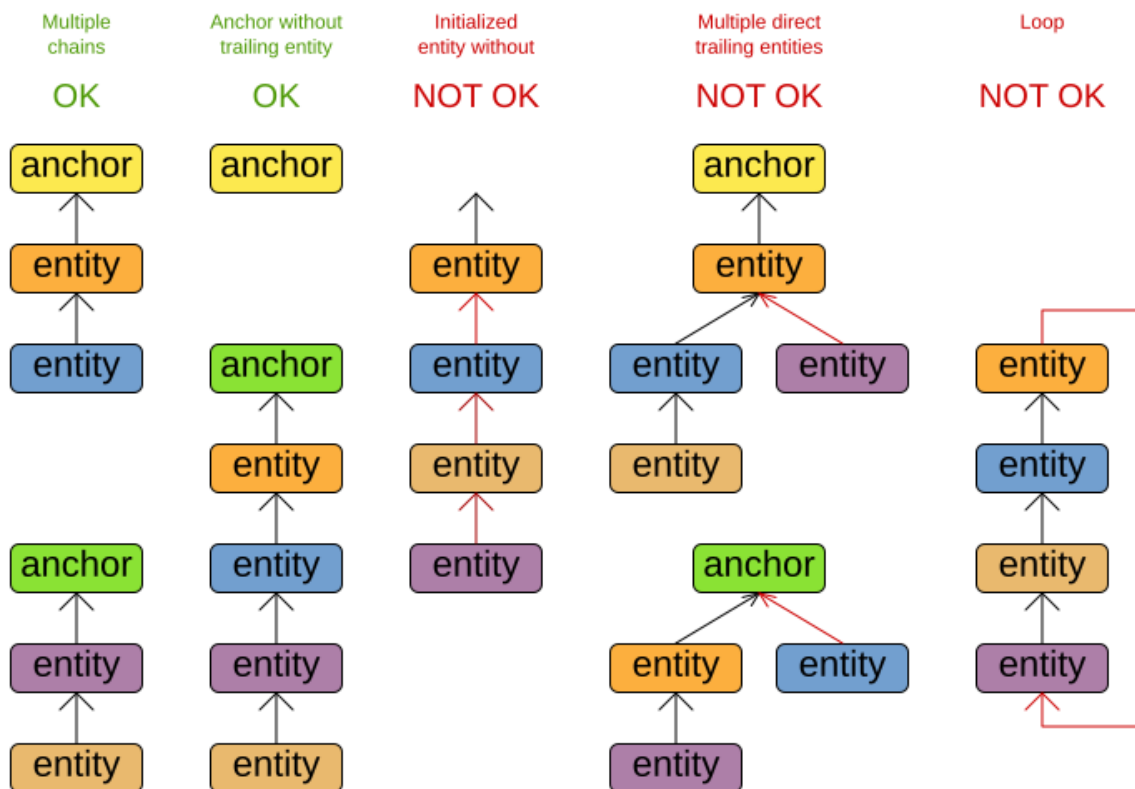 Multiple
chains
OK
anchor
entity
entity
anchor
entity
entity
Anchor without
trailing entity
OK
anchor
anchor
entity
entity
entity
entity
Initialized
entity without
NOT OK
entity
entity
entity
entity
Multiple direct
trailing entities
NOT OK
anchor
entity
entity
entity
entity
anchor
entity
entity
entity
Loop
NOT OK
entity
entity
entity
entity